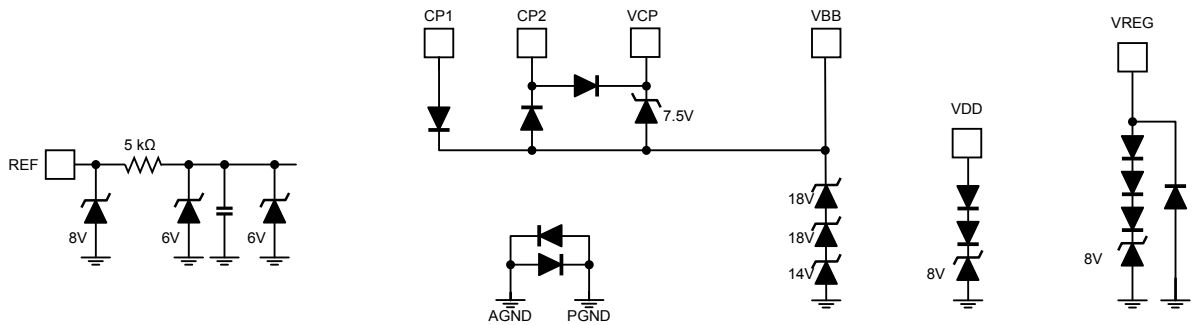 CP1
CP2
VCP
VBB
VREG
7.5V
VDD
5 kΩ
REF
18V
8V
6V
6V
18V
14V
8V
8V
AGND
PGND